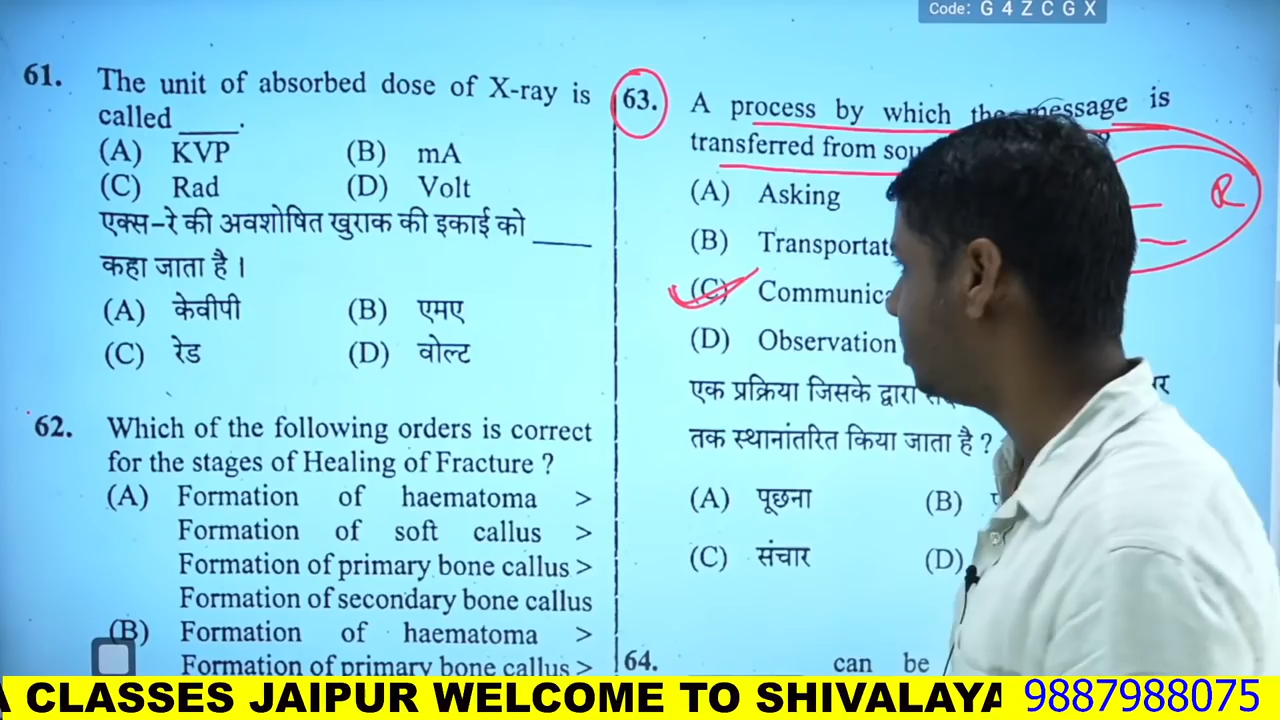 Code: G 4 Z C G X
61. The unit of absorbed dose of X-ray is
called ____.
(A) KVP (B) mA
(C) Rad (D) Volt
एक्स-रे की अवशोषित खुराक की इकाई को ____
कहा जाता है ।
(A) केवीपी (B) एमए
(C) रेड (D) वोल्ट
62. Which of the following orders is correct
for the stages of Healing of Fracture ?
(A) Formation of haematoma >
Formation of soft callus >
Formation of primary bone callus >
Formation of secondary bone callus
(B) Formation of haematoma >
Formation of primary bone callus >
63. A process by which the message is
transferred from
(A) Asking
(B)
(C)
(D) Observation
एक प्रक्रिया जिसके द्वारा
तक स्थानांतरित किया जाता है ?
(A) पूछना (B)
(C) संचार (D)
64. can be
R
CLASSES JAIPUR WELCOME TO SHIVALAYA 9887988075